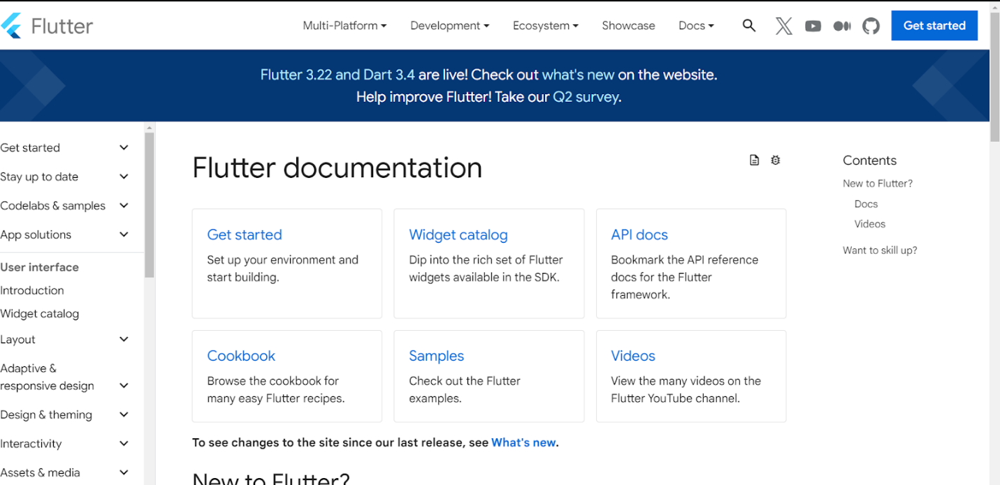 Flutter
Multi-Platform
Development
Ecosystem
Showcase
Docs
Get started
Flutter 3.22 and Dart 3.4 are live! Check out what's new on the website.
Help improve Flutter! Take our Q2 survey.
Get started
Stay up to date
Codelabs & samples
App solutions
User interface
Introduction
Widget catalog
Layout
Adaptive &
responsive design
Design & theming
Interactivity
Assets & media
Flutter documentation
Get started
Set up your environment and
start building.
Widget catalog
Dip into the rich set of Flutter
widgets available in the SDK.
API docs
Bookmark the API reference
docs for the Flutter
framework.
Cookbook
Browse the cookbook for
many easy Flutter recipes.
Samples
Check out the Flutter
examples.
Videos
View the many videos on the
Flutter YouTube channel.
To see changes to the site since our last release, see What's new.
New to Flutter?
Contents
New to Flutter?
Docs
Videos
Want to skill up?